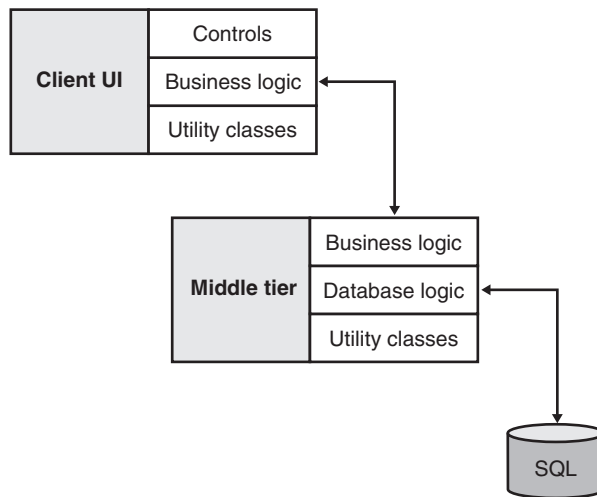 Controls
Client UI
Business logic
Utility classes
Business logic
Middle tier
Database logic
Utility classes
SQL